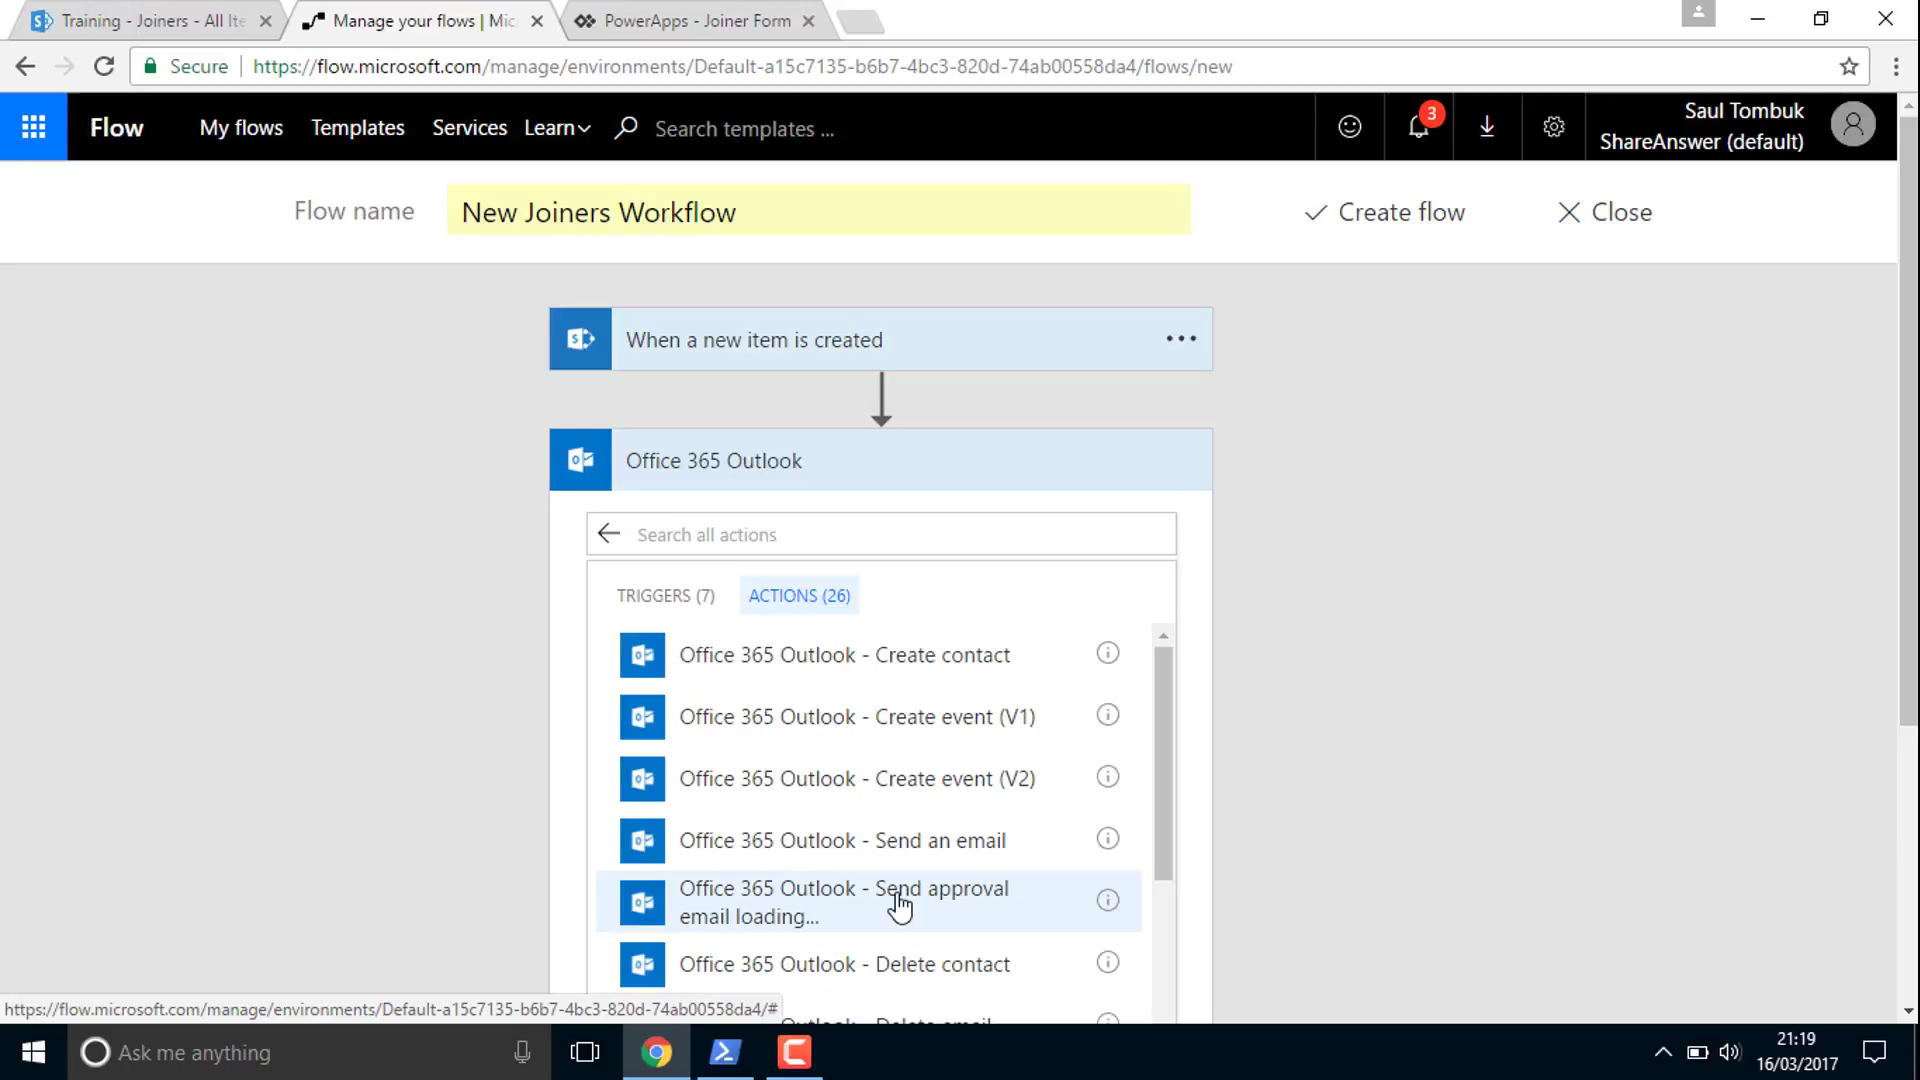 Training - Joiners - All Ite
Manage your flows | Mic
PowerApps - Joiner Form
Secure
https://flow.microsoft.com/manage/environments/Default-a15c7135-b6b7-4bc3-820d-74ab00558da4/flows/new
Flow
My flows
Templates
Services
Learn
Search templates ...
3
Saul Tombuk
ShareAnswer (default)
Flow name
New Joiners Workflow
Create flow
Close
When a new item is created
Office 365 Outlook
Search all actions
TRIGGERS (7)
ACTIONS (26)
Office 365 Outlook - Create contact
Office 365 Outlook - Create event (V1)
Office 365 Outlook - Create event (V2)
Office 365 Outlook - Send an email
Office 365 Outlook - Send approval
email loading...
Office 365 Outlook - Delete contact
Outlook - Delete email
https://flow.microsoft.com/manage/environments/Default-a15c7135-b6b7-4bc3-820d-74ab00558da4/#
Ask me anything
21:19
16/03/2017